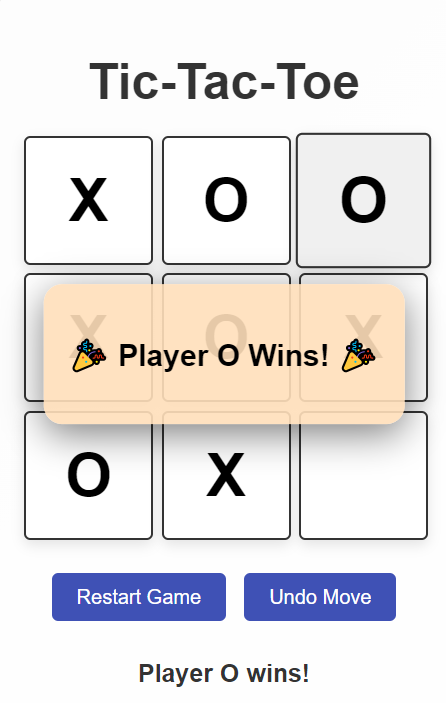 Tic-Tac-Toe
X O O
X O X
🎉 Player O Wins! 🎉
O X
Restart Game Undo Move
Player O wins!